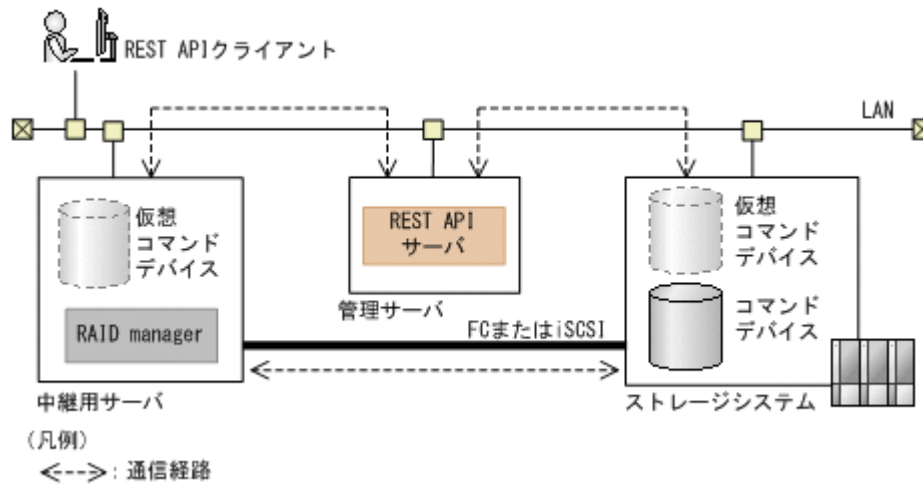 REST APIクライアント
LAN
仮想
コマンド
デバイス
RAID manager
中継用サーバ
REST API
サーバ
管理サーバ
FCまたはiSCSI
仮想
コマンド
デバイス
コマンド
デバイス
ストレージシステム
(凡例)
<--->: 通信経路